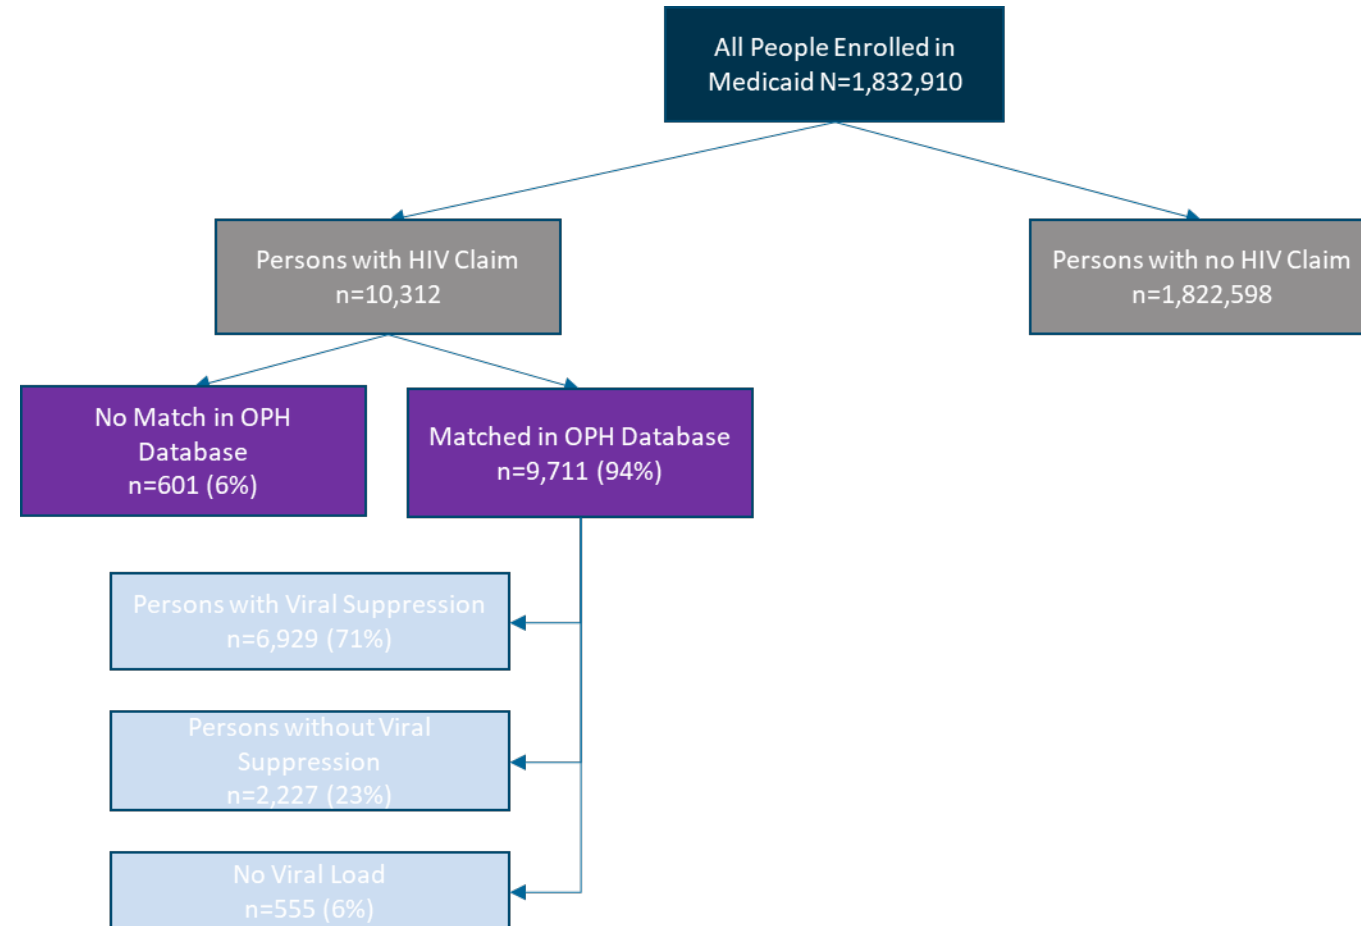 All People Enrolled in
Medicaid N=1,832,910
Persons with HIV Claim
n=10,312
Persons with no HIV Claim
n=1,822,598
No Match in OPH
Database
n=601 (6%)
Matched in OPH Database
n=9,711 (94%)
Persons with Viral Suppression
n=6,929 (71%)
Persons without Viral
Suppression
n=2,227 (23%)
No Viral Load
n=555 (6%)